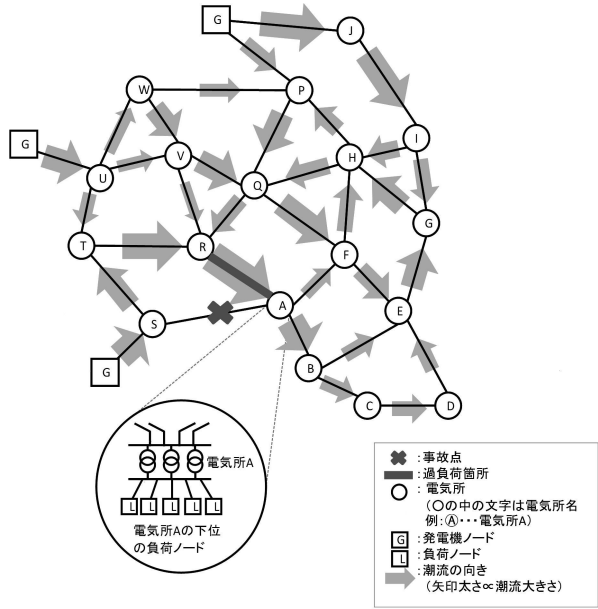 G
J
W
P
G
I
V
H
U
Q
G
T
R
F
A
E
S
G
B
C
D
電気所A
L L L L L
電気所Aの下位
の負荷ノード
:事故点
:過負荷箇所
:電気所
(〇の中の文字は電気所名
例:Ⓐ・・・電気所A)
G :発電機ノード
L :負荷ノード
:潮流の向き
(矢印太さ∝潮流大きさ)